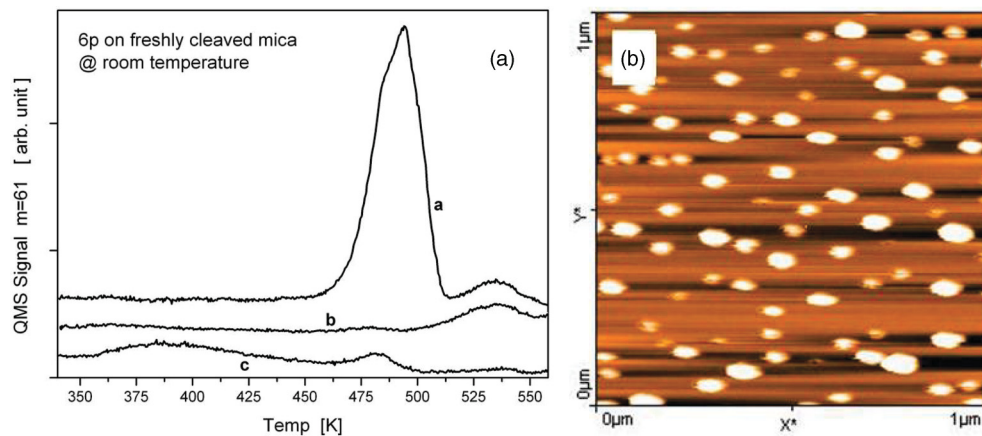 6p on freshly cleaved mica
@ room temperature
(a)
a
b
c
QMS Signal m=61 [ arb. unit ]
350 375 400 425 450 475 500 525 550
Temp [K]
(b)
1µm
Y*
0µm
0µm
X*
1µm